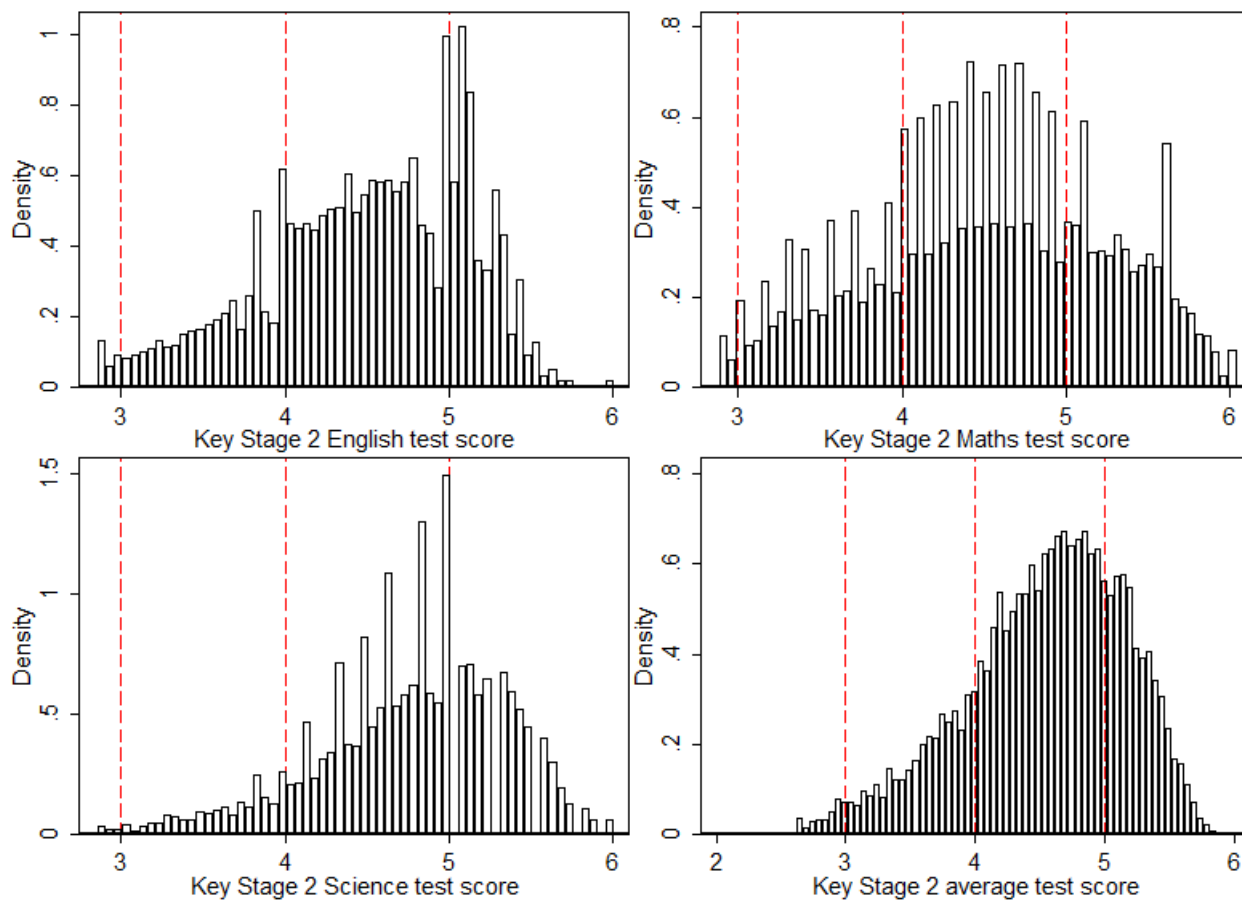 Density
0 .2 .4 .6 .8 1
3 4 5 6
Key Stage 2 English test score
Density
0 .2 .4 .6 .8
3 4 5 6
Key Stage 2 Maths test score
Density
0 .5 1 1.5
3 4 5 6
Key Stage 2 Science test score
Density
0 .2 .4 .6 .8
2 3 4 5 6
Key Stage 2 average test score